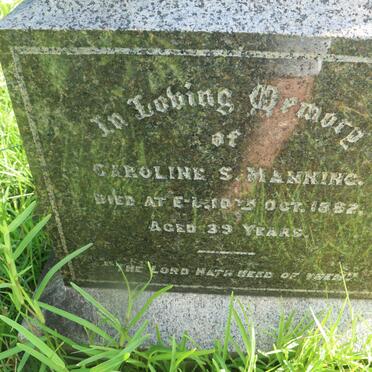 In Loving Memory
of
CAROLINE S. MANNING.
DIED AT E-L, 10TH OCT. 1882.
AGED 39 YEARS.
THE LORD HATH NEED OF THEE